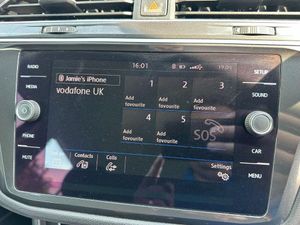 RADIO
MEDIA
PHONE
MUTE
16:01
Jamie's iPhone
vodafone UK
1
2
3
Add favourite
Add favourite
Add favourite
4
5
Add favourite
Add favourite
SOS
Contacts
Calls
Settings
SETUP
SOUND
CAR
MENU